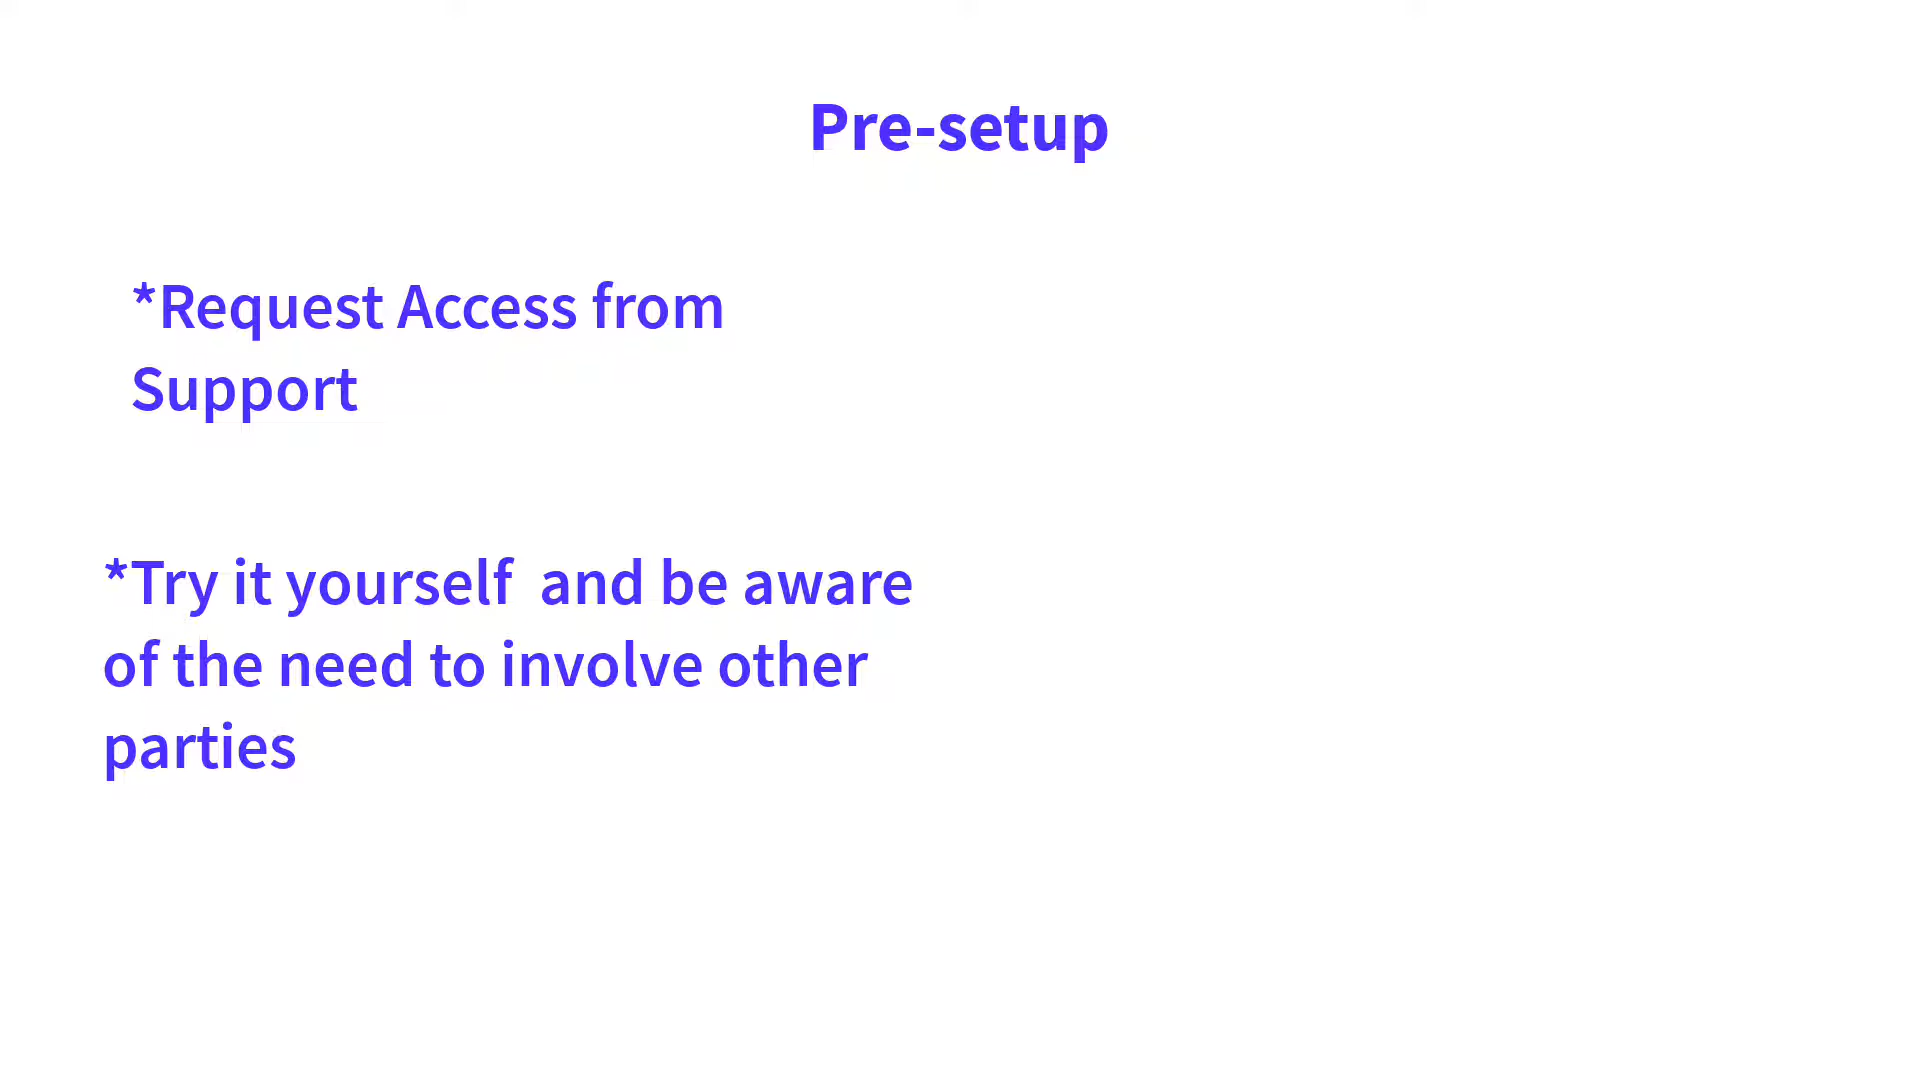 Pre-setup
*Request Access from
Support
*Try it yourself  and be aware
of the need to involve other
parties